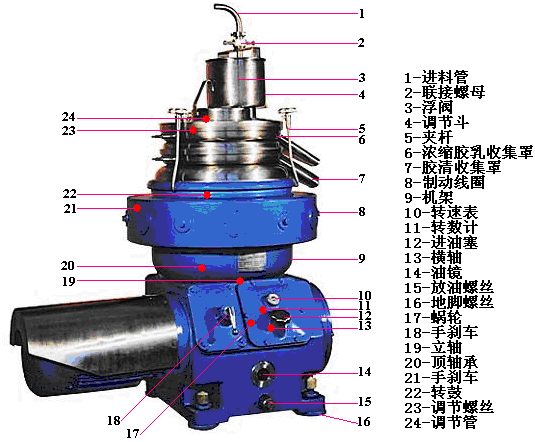 1
2
3
4
24
23
5
6
7
22
21
8
20
9
19
10
11
12
13
14
18
15
17
16
1-进料管
2-联接螺母
3-浮阀
4-调节斗
5-夹杆
6-浓缩胶乳收集罩
7-胶清收集罩
8-制动线圈
9-机架
10-转速表
11-转数计
12-进油塞
13-横轴
14-油镜
15-放油螺丝
16-地脚螺丝
17-蜗轮
18-手刹车
19-立轴
20-顶轴承
21-手刹车
22-转鼓
23-调节螺丝
24-调节管